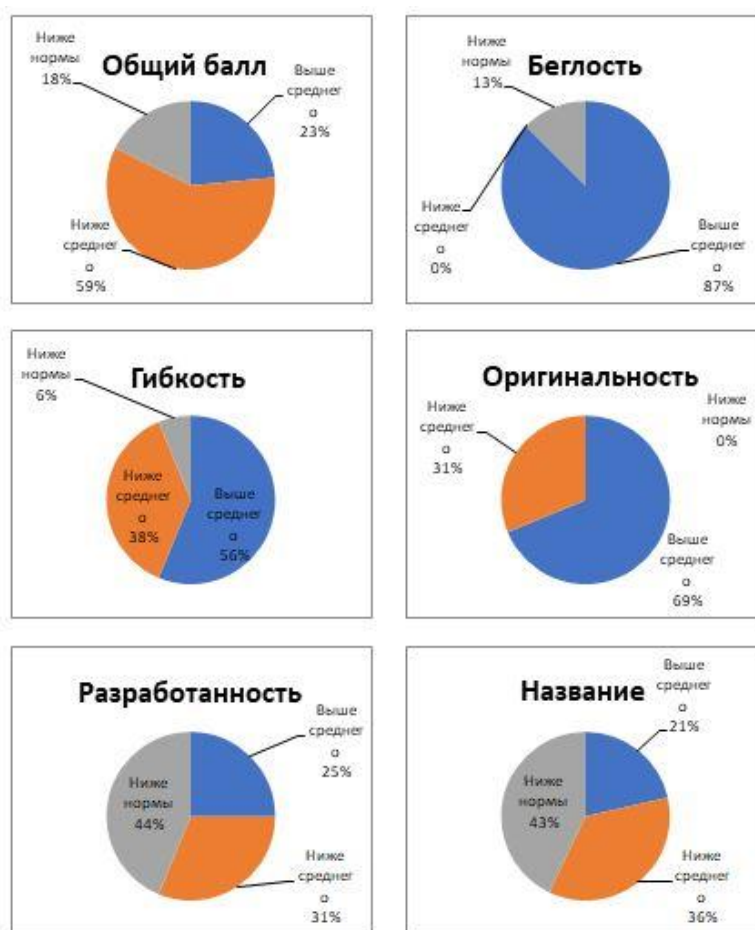 Общий балл
Ниже
нормы
18%
Выше
среднег
о
23%
Ниже
среднег
о
59%
Беглость
Ниже
нормы
13%
Ниже
среднег
о
0%
Выше
среднег
о
87%
Гибкость
Ниже
нормы
6%
Ниже
среднег
о
38%
Выше
среднег
о
56%
Оригинальность
Ниже
среднег
о
31%
Ниже
нормы
0%
Выше
среднег
о
69%
Разработанность
Выше
среднег
о
25%
Ниже
нормы
44%
Ниже
среднег
о
31%
Название
Выше
среднег
о
21%
Ниже
нормы
43%
Ниже
среднег
о
36%